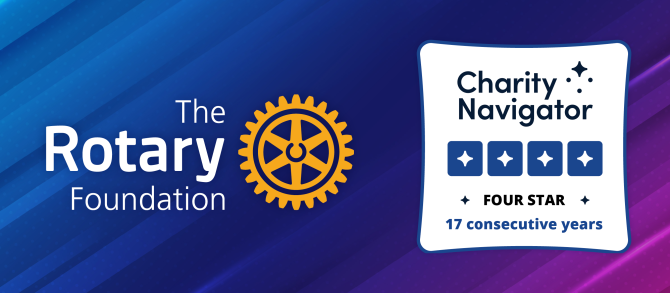 The
Rotary
Foundation
Charity
Navigator
FOUR STAR
17 consecutive years